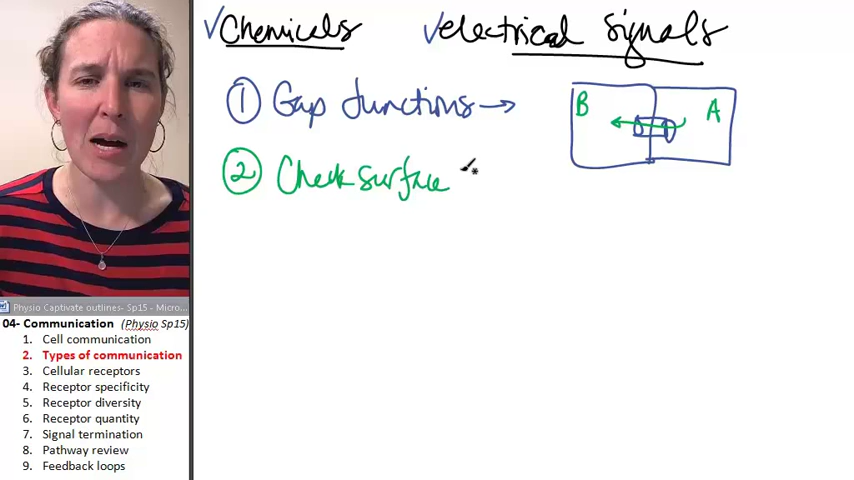 ✓Chemicals ✓electrical signals
① Gap junctions → B A
② Check surface
Physio Captivate outlines- Sp15 - Micro...
04- Communication (Physio Sp15)
1. Cell communication
2. Types of communication
3. Cellular receptors
4. Receptor specificity
5. Receptor diversity
6. Receptor quantity
7. Signal termination
8. Pathway review
9. Feedback loops